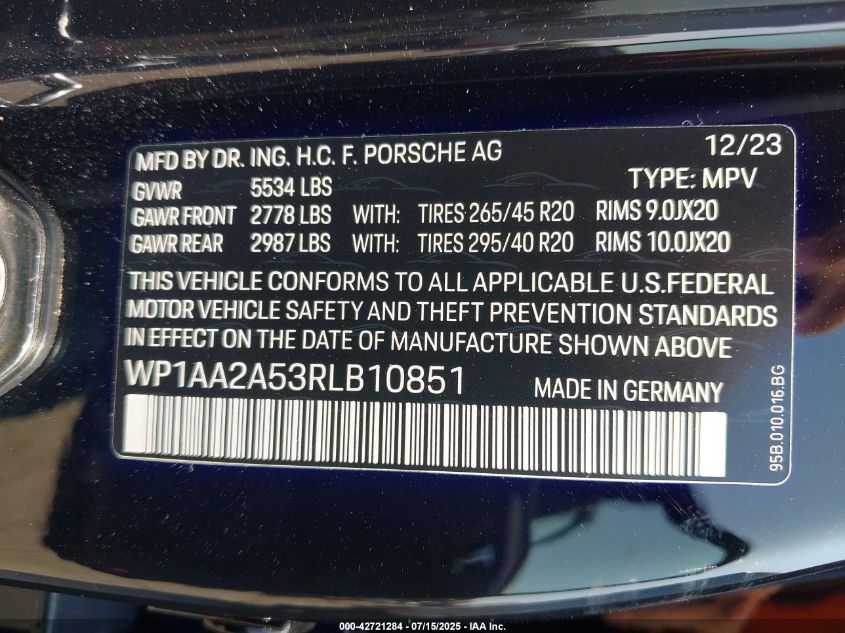 MFD BY DR. ING. H.C. F. PORSCHE AG 12/23
GVWR 5534 LBS TYPE: MPV
GAWR FRONT 2778 LBS WITH: TIRES 265/45 R20 RIMS 9.0JX20
GAWR REAR 2987 LBS WITH: TIRES 295/40 R20 RIMS 10.0JX20
THIS VEHICLE CONFORMS TO ALL APPLICABLE U.S.FEDERAL
MOTOR VEHICLE SAFETY AND THEFT PREVENTION STANDARDS
IN EFFECT ON THE DATE OF MANUFACTURE SHOWN ABOVE
WP1AA2A53RLB10851 MADE IN GERMANY
95B.010.016.BG
000-42721284 - 07/15/2025 - IAA Inc.